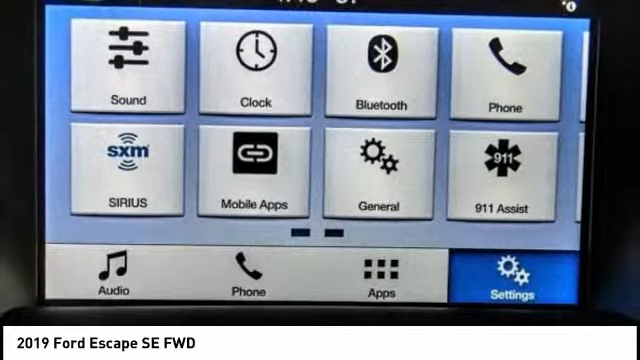 Sound
Clock
Bluetooth
Phone
sxm
911
SIRIUS
Mobile Apps
General
911 Assist
Audio
Phone
Apps
Settings
2019 Ford Escape SE FWD